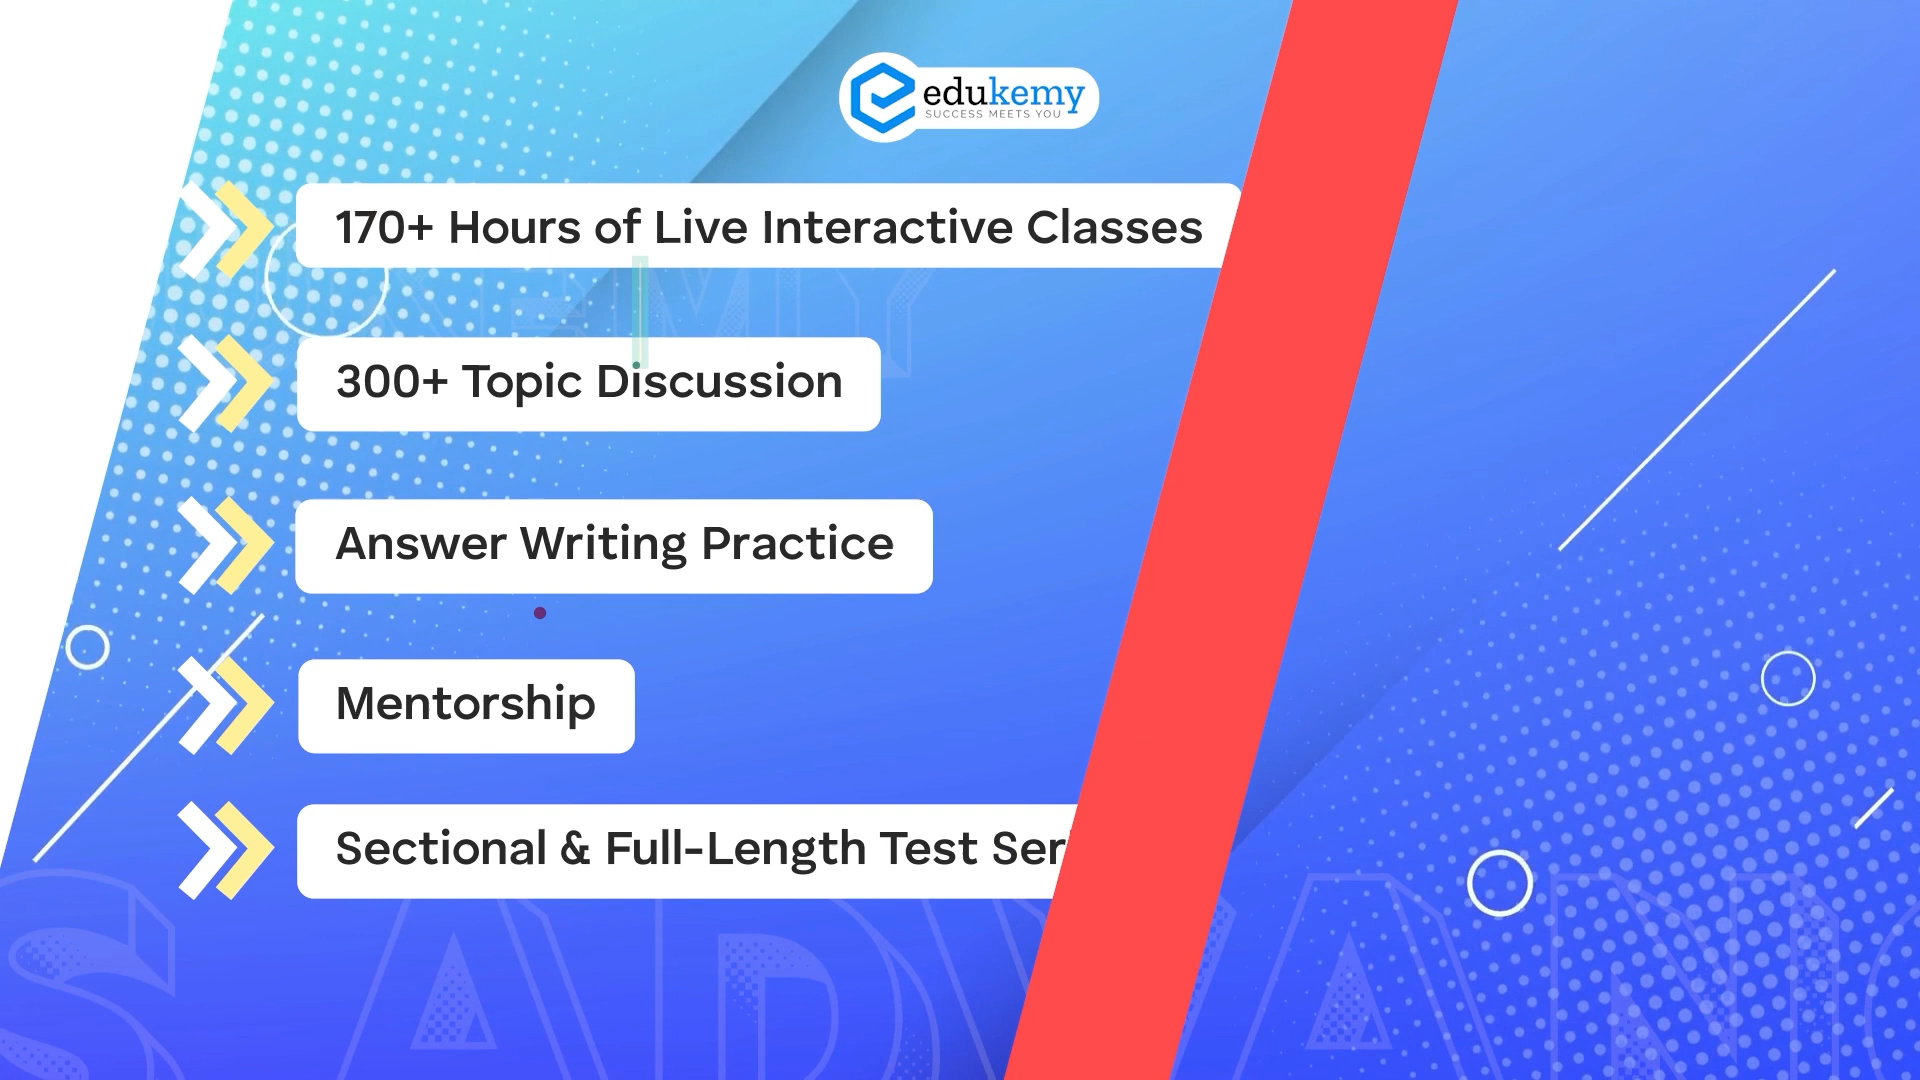 edukemy
SUCCESS MEETS YOU
170+ Hours of Live Interactive Classes
300+ Topic Discussion
Answer Writing Practice
Mentorship
Sectional & Full-Length Test Ser